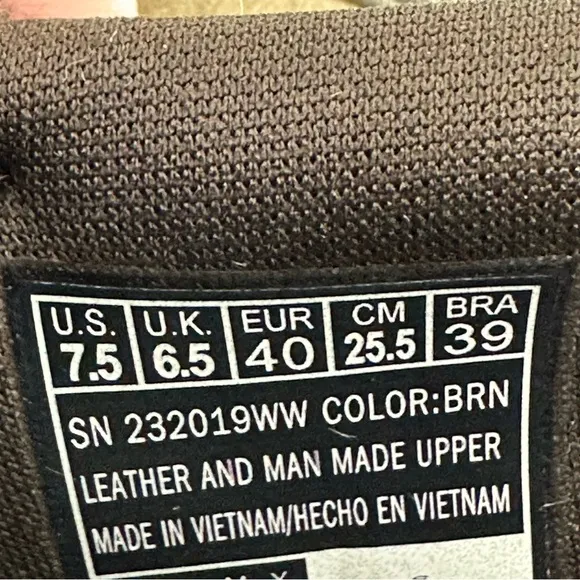 U.S. U.K. EUR CM BRA
7.5 6.5 40 25.5 39
SN 232019WW COLOR:BRN
LEATHER AND MAN MADE UPPER
MADE IN VIETNAM/HECHO EN VIETNAM